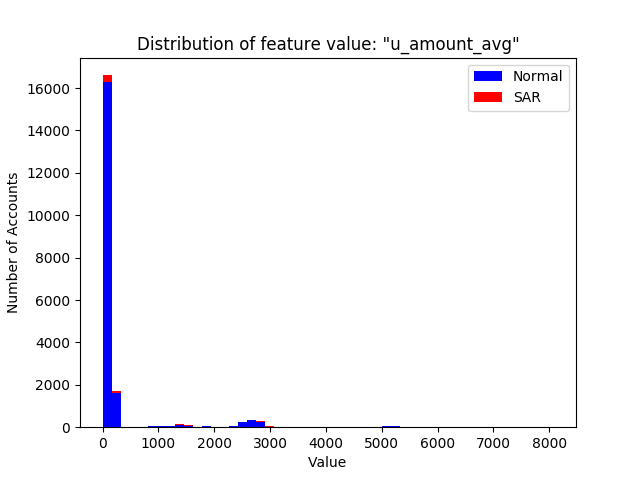 Distribution of feature value: "u_amount_avg"
Normal
SAR
16000
14000
12000
10000
8000
6000
4000
2000
0
Number of Accounts
0 1000 2000 3000 4000 5000 6000 7000 8000
Value